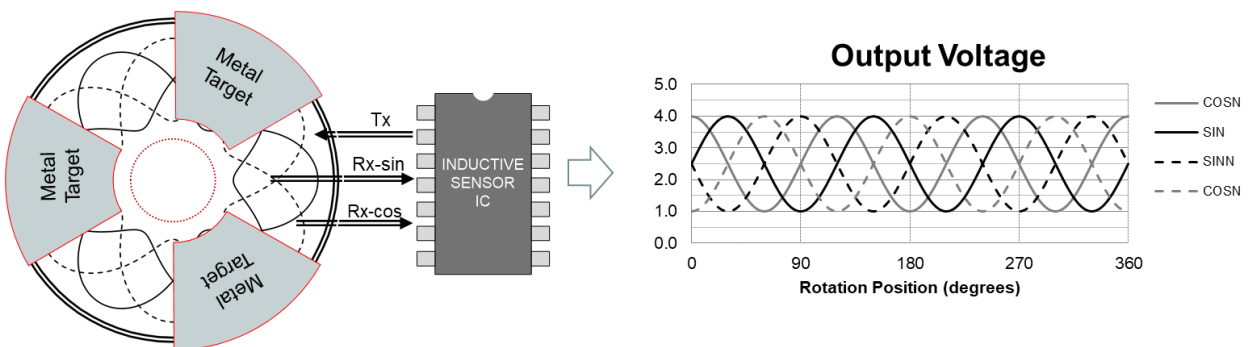 Metal
Target
Metal
Target
Metal
Target
Tx
Rx-sin
Rx-cos
INDUCTIVE
SENSOR
IC
Output Voltage
5.0
4.0
3.0
2.0
1.0
0.0
0
90
180
270
360
Rotation Position (degrees)
COSN
SIN
SINN
COSN